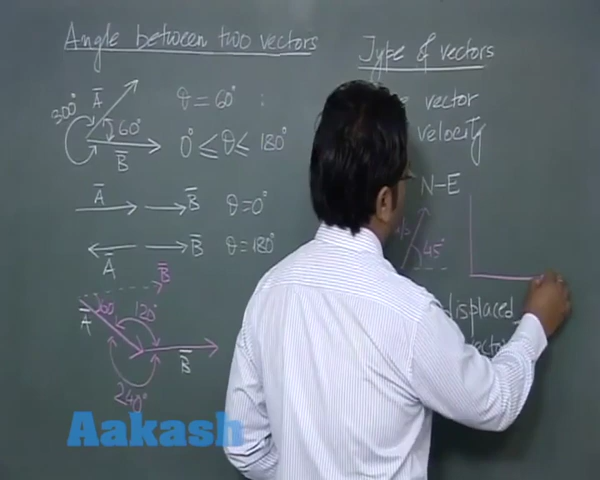 Angle between two vectors
300° A 60° B
θ = 60° :
0° ≤ θ ≤ 180°
A B θ = 0°
A B θ = 180°
B
A 60° 120°
B
240°
Type of vectors
vector
velocity
N-E
45°
displaced
Aakash